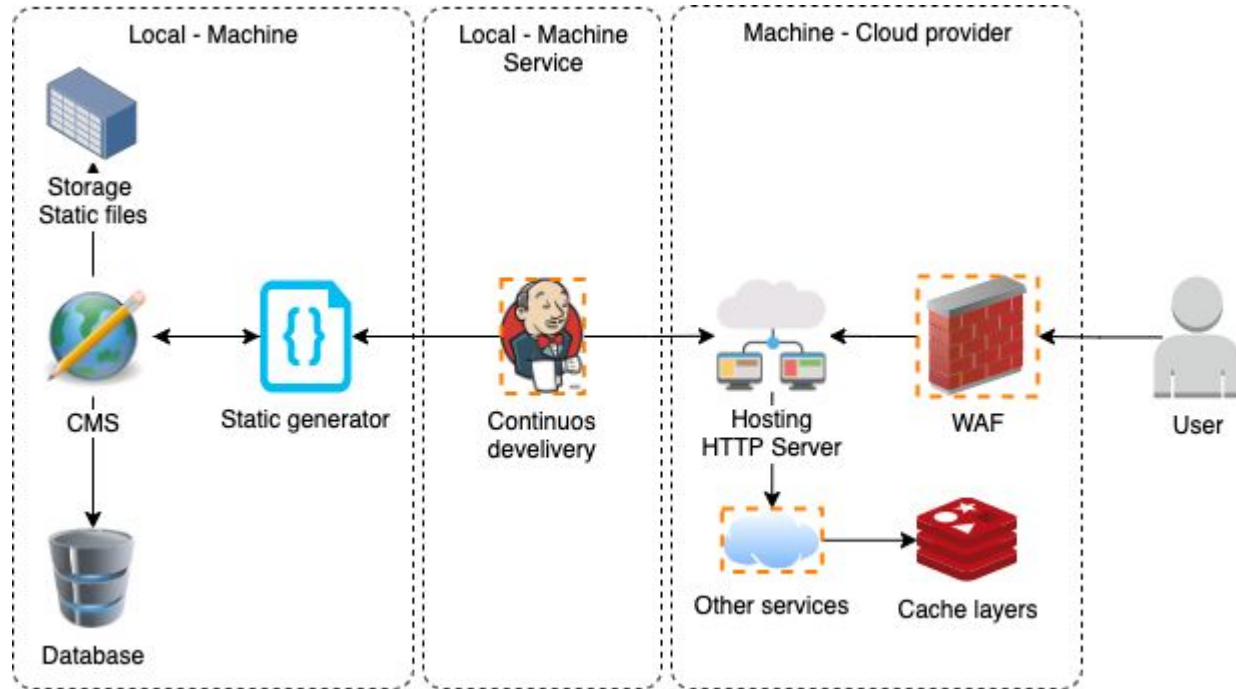 Local - Machine
Local - Machine
Service
Machine - Cloud provider
Storage
Static files
CMS
Static generator
Continuos
develivery
Hosting
HTTP Server
WAF
User
Other services
Cache layers
Database